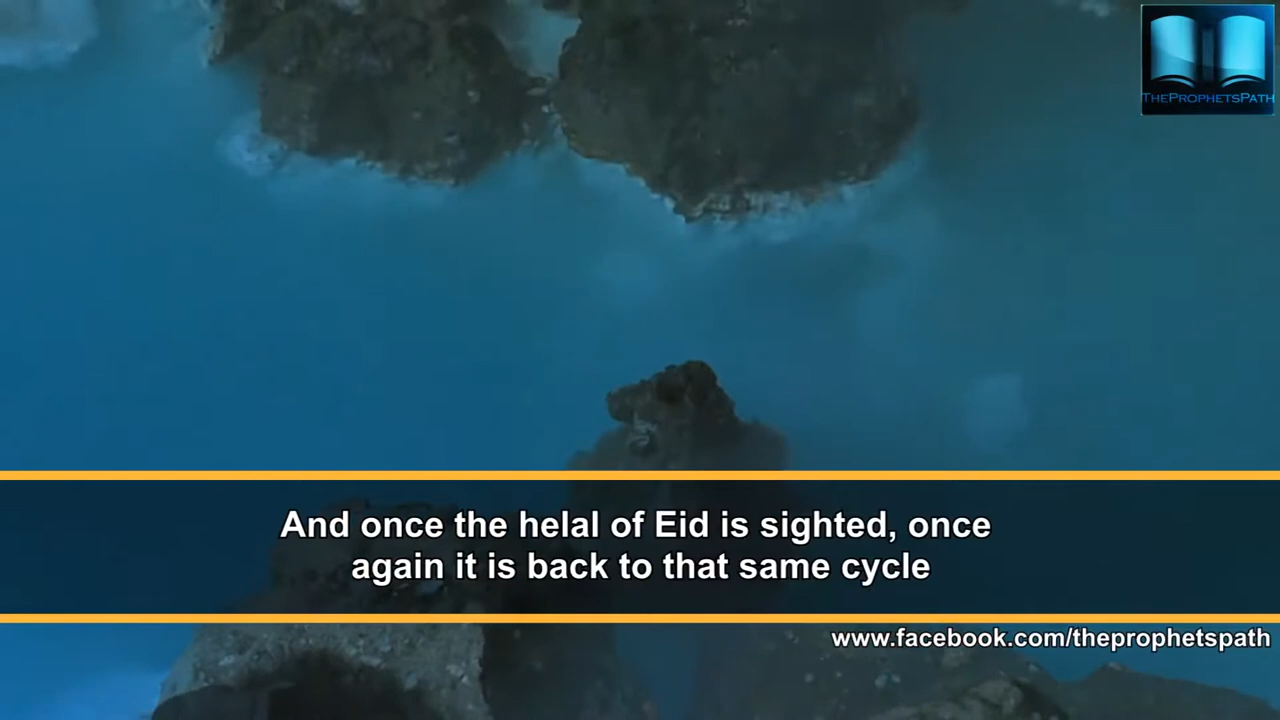 THEPROPHETSPATH
And once the helal of Eid is sighted, once
again it is back to that same cycle
www.facebook.com/theprophetspath